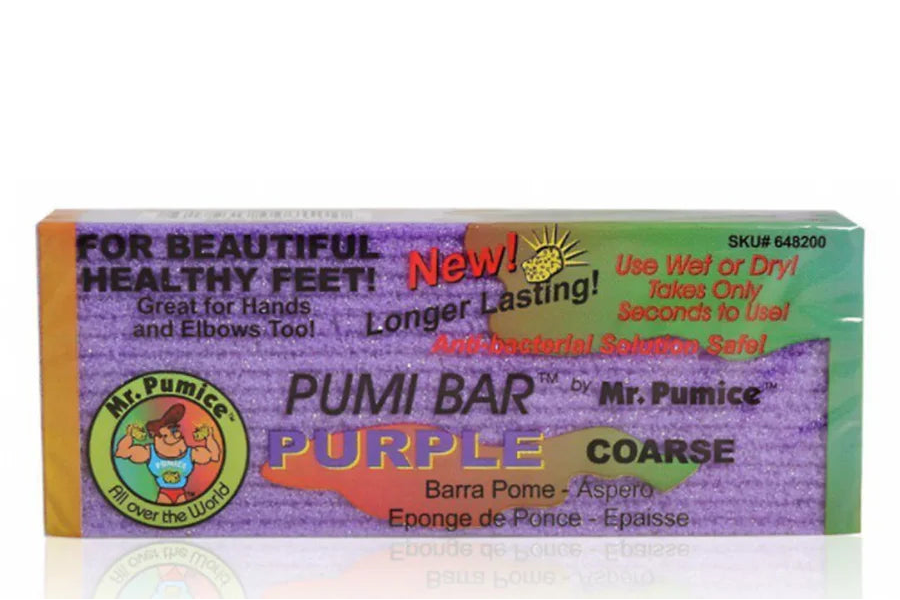 FOR BEAUTIFUL
HEALTHY FEET!
Great for Hands
and Elbows Too!
New!
Longer Lasting!
SKU# 648200
Use Wet or Dry!
Takes Only
Seconds to Use!
Anti-bacterial Solution Safe!
PUMI BAR™ by Mr. Pumice™
PURPLE COARSE
Barra Pome - Áspero
Eponge de Ponce - Epaisse
Mr. Pumice™
PUMICE
All over the World